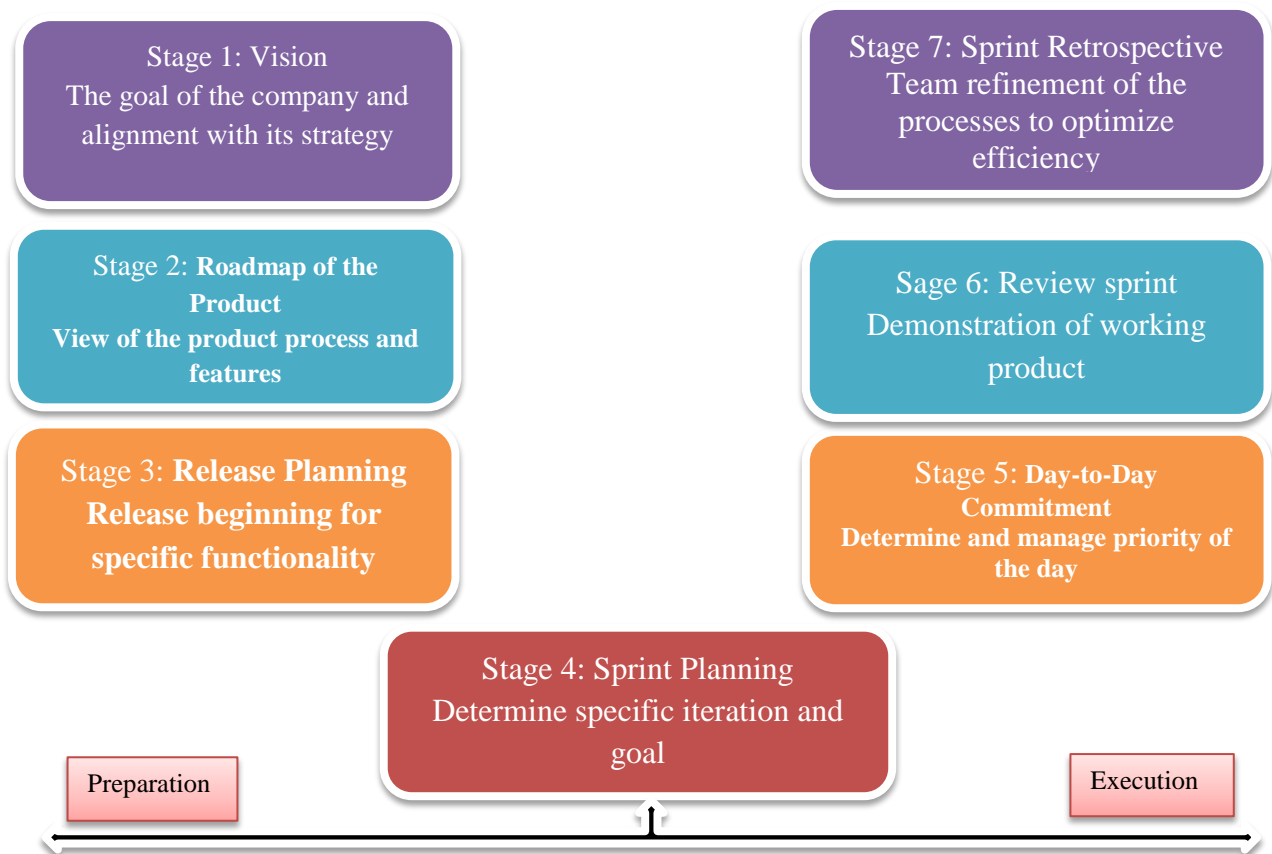 Stage 1: Vision
The goal of the company and
alignment with its strategy
Stage 2: Roadmap of the
Product
View of the product process and
features
Stage 3: Release Planning
Release beginning for
specific functionality
Stage 4: Sprint Planning
Determine specific iteration and
goal
Stage 5: Day-to-Day
Commitment
Determine and manage priority of
the day
Sage 6: Review sprint
Demonstration of working
product
Stage 7: Sprint Retrospective
Team refinement of the
processes to optimize
efficiency
Preparation
Execution